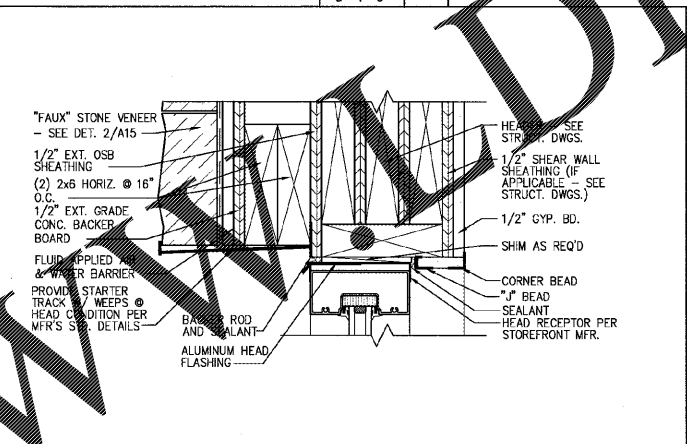 "FAUX" STONE VENEER
- SEE DET. 2/A15
1/2" EXT. OSB
SHEATHING
(2) 2x6 HORIZ. @ 16"
O.C.
1/2" EXT. GRADE
CONC. BACKER
BOARD
FLUID APPLIED AIR
& WATER BARRIER
PROVIDE STARTER
TRACK W/ WEEPS @
HEAD CONDITION PER
MFR'S STD. DETAILS
BACKER ROD
AND SEALANT
ALUMINUM HEAD
FLASHING
HEADER - SEE
STRUCT. DWGS.
1/2" SHEAR WALL
SHEATHING (IF
APPLICABLE - SEE
STRUCT. DWGS.)
1/2" GYP. BD.
SHIM AS REQ'D
CORNER BEAD
"J" BEAD
SEALANT
HEAD RECEPTOR PER
STOREFRONT MFR.
WWW.LD